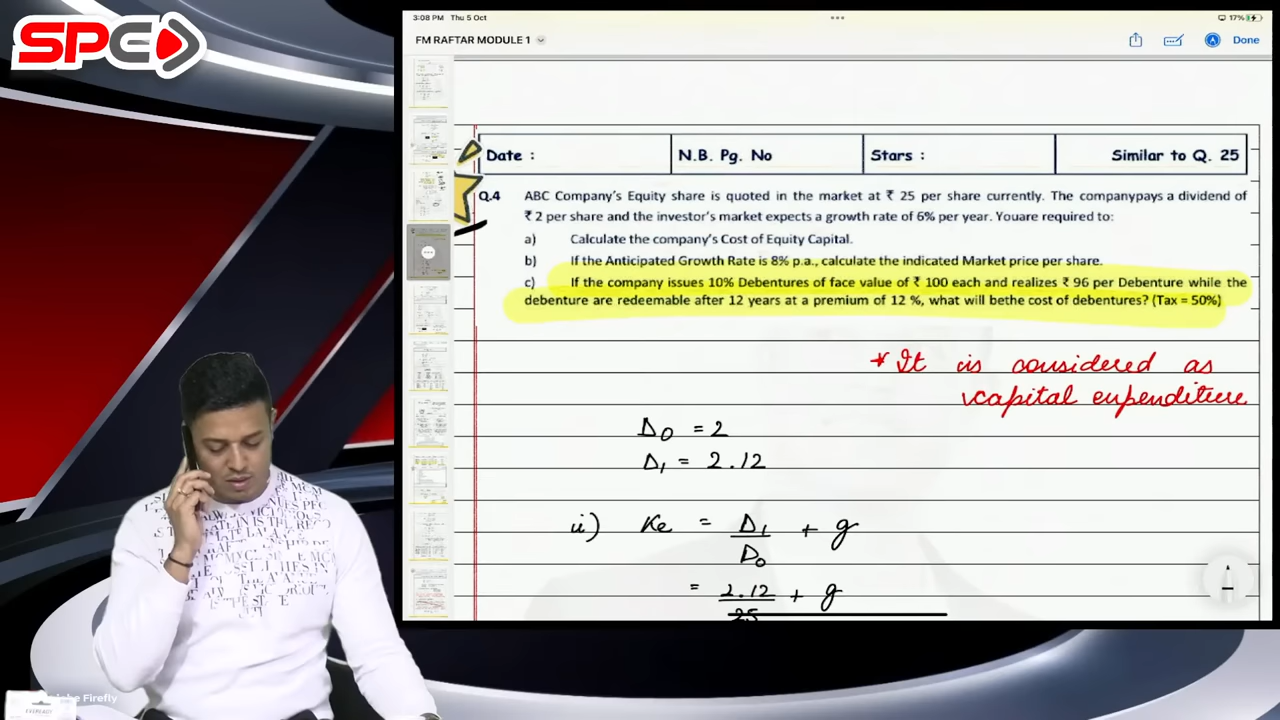 SPC
3:08 PM Thu 5 Oct
17%
FM RAFTAR MODULE 1
Done
Date :
N.B. Pg. No
Stars :
Similar to Q. 25
Q.4 ABC Company's Equity share is quoted in the market at ₹ 25 per share currently. The companypays a dividend of
₹ 2 per share and the investor's market expects a growth rate of 6% per year. Youare required to:
a) Calculate the company's Cost of Equity Capital.
b) If the Anticipated Growth Rate is 8% p.a., calculate the indicated Market price per share.
c) If the company issues 10% Debentures of face value of ₹ 100 each and realizes ₹ 96 per Debenture while the
debenture are redeemable after 12 years at a premium of 12 %, what will bethe cost of debentures? (Tax = 50%)
* It is considered as
capital expenditure
D0 = 2
D1 = 2.12
ii) Ke = D1 + g
D0
= 2.12 + g
25
Firefly